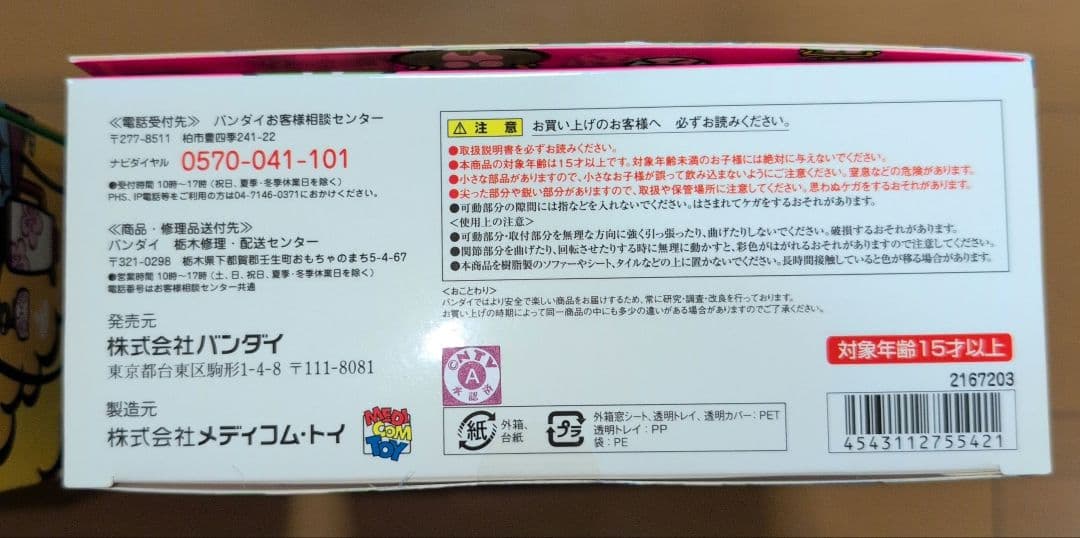 ≪電話受付先≫ バンダイお客様相談センター
〒277-8511 柏市豊四季241-22
ナビダイヤル 0570-041-101
●受付時間 10時〜17時 (祝日、夏季・冬季休業日を除く)
PHS、IP電話等をご利用の方は04-7146-0371におかけください。
≪商品・修理品送付先≫
バンダイ 栃木修理・配送センター
〒321-0298 栃木県下都賀郡壬生町おもちゃのまち5-4-67
●営業時間 10時〜17時 (土、日、祝日、夏季・冬季休業日を除く)
電話番号はお客様相談センター共通
発売元
株式会社バンダイ
東京都台東区駒形1-4-8 〒111-8081
製造元
株式会社メディコム・トイ
MEDI
COM
TOY
注意 お買い上げのお客様へ 必ずお読みください。
●取扱説明書を必ずお読みください。
●本商品の対象年齢は15才以上です。対象年齢未満のお子様には絶対に与えないでください。
●小さな部品がありますので、小さなお子様が誤って飲み込まないようにご注意ください。窒息などの危険があります。
●尖った部分や鋭い部分がありますので、取扱や保管場所に注意してください。思わぬケガをするおそれがあります。
●可動部分の隙間には指などを入れないでください。はさまれてケガをするおそれがあります。
<使用上の注意>
●可動部分・取付部分を無理な方向に強く引っ張ったり、曲げたりしないでください。破損するおそれがあります。
●関節部分を曲げたり、回転させたりする時に無理に動かすと、彩色がはがれるおそれがありますので注意してください。
●本商品を樹脂製のソファーやシート、タイルなどの上に置かないでください。長時間接触していると色が移る場合があります。
<おことわり>
バンダイではより安全で楽しい商品をお届けするため、常に研究・調査・改良を行っております。
お買い上げの時期によって同一商品の中にも多少の違いがある場合がありますのでご了承ください。
©NTV
A
承認済
紙 外箱、
台紙
プラ 外箱窓シート、透明トレイ、透明カバー:PET
透明トレイ:PP
袋:PE
対象年齢15才以上
2167203
4543112755421